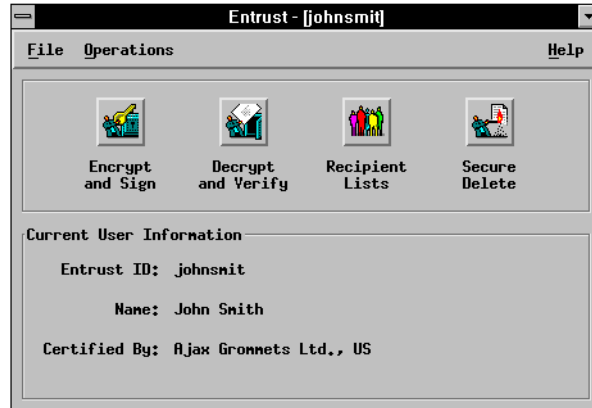 Entrust - [johnsmit]
File Operations Help
Encrypt and Sign
Decrypt and Verify
Recipient Lists
Secure Delete
Current User Information
Entrust ID: johnsmit
Name: John Smith
Certified By: Ajax Grommets Ltd., US